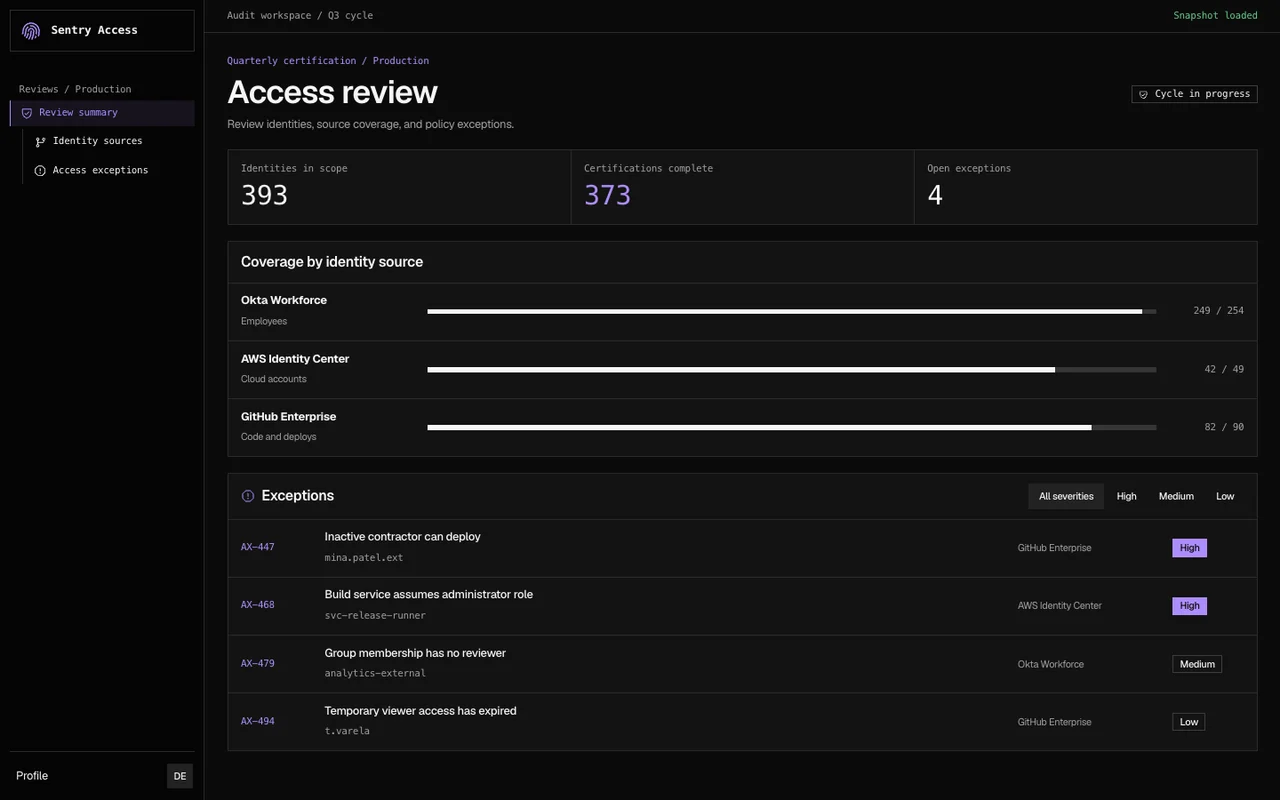 Sentry Access
Audit workspace / Q3 cycle
Snapshot loaded
Reviews / Production
Review summary
Identity sources
Access exceptions
Profile
DE
Quarterly certification / Production
Access review
Review identities, source coverage, and policy exceptions.
Cycle in progress
Identities in scope
393
Certifications complete
373
Open exceptions
4
Coverage by identity source
Okta Workforce
Employees
249 / 254
AWS Identity Center
Cloud accounts
42 / 49
GitHub Enterprise
Code and deploys
82 / 90
Exceptions
All severities
High
Medium
Low
AX-447
Inactive contractor can deploy
mina.patel.ext
GitHub Enterprise
High
AX-468
Build service assumes administrator role
svc-release-runner
AWS Identity Center
High
AX-479
Group membership has no reviewer
analytics-external
Okta Workforce
Medium
AX-494
Temporary viewer access has expired
t.varela
GitHub Enterprise
Low